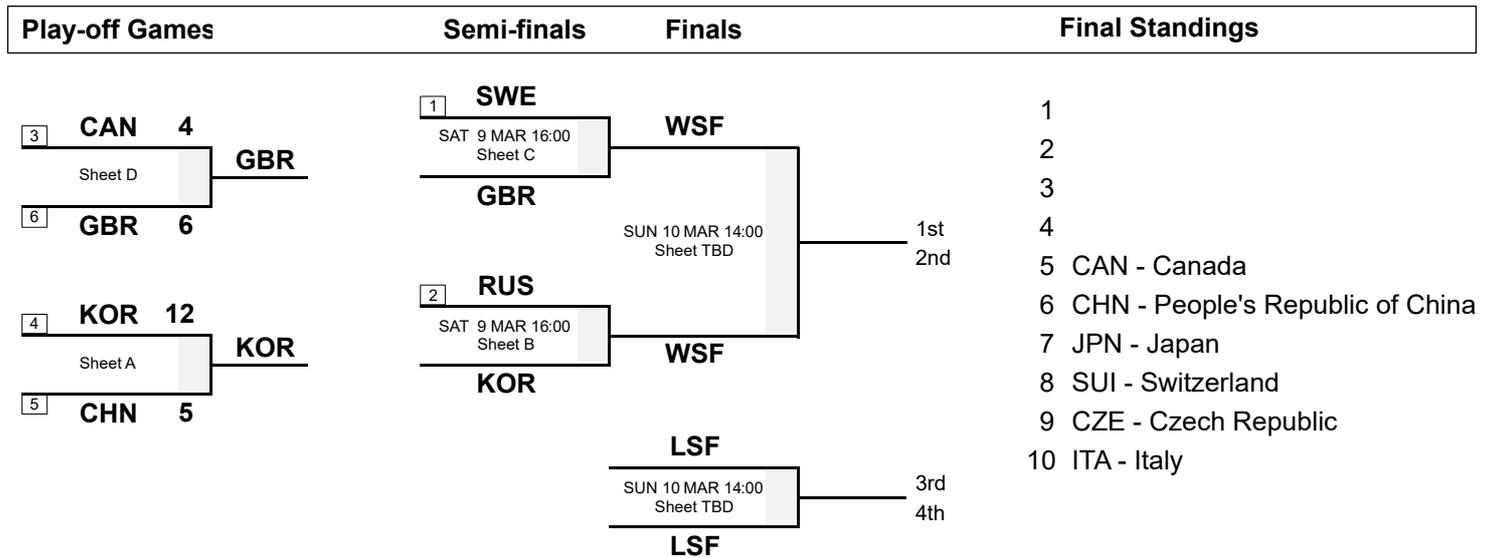 Play-off Games
Semi-finals
Finals
Final Standings
3
CAN 4
Sheet D
GBR
6
GBR 6
4
KOR 12
Sheet A
KOR
5
CHN 5
1
SWE
SAT 9 MAR 16:00
Sheet C
GBR
2
RUS
SAT 9 MAR 16:00
Sheet B
KOR
WSF
SUN 10 MAR 14:00
Sheet TBD
WSF
1st
2nd
LSF
SUN 10 MAR 14:00
Sheet TBD
LSF
3rd
4th
1
2
3
4
5 CAN - Canada
6 CHN - People's Republic of China
7 JPN - Japan
8 SUI - Switzerland
9 CZE - Czech Republic
10 ITA - Italy